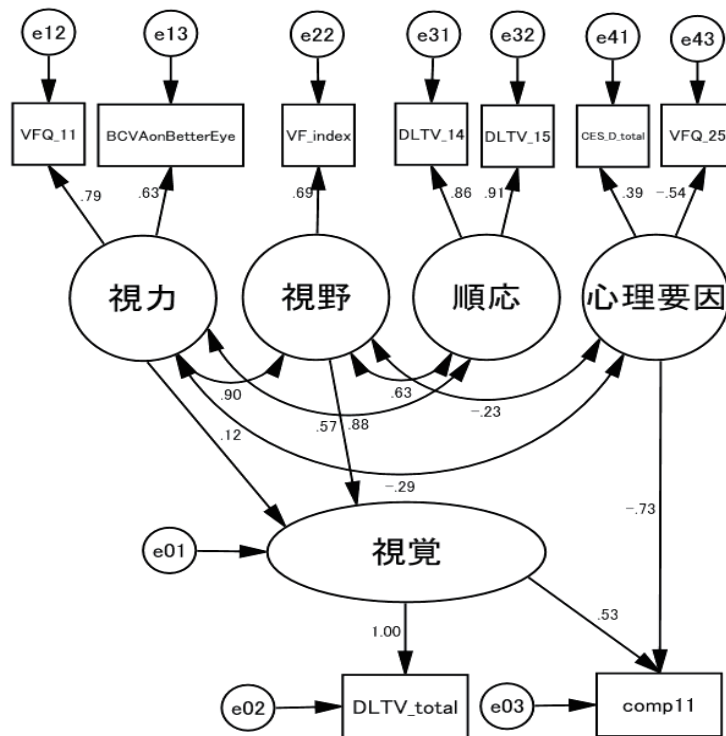 e12
e13
e22
e31
e32
e41
e43
VFQ_11
BCVAonBetterEye
VF_index
DLTV_14
DLTV_15
CES_D_total
VFQ_25
.79
.63
.69
.86
.91
.39
-.54
視力
視野
順応
心理要因
.90
.63
-.23
.12
.57
.88
-.29
-.73
e01
視覚
1.00
.53
e02
DLTV_total
e03
comp11